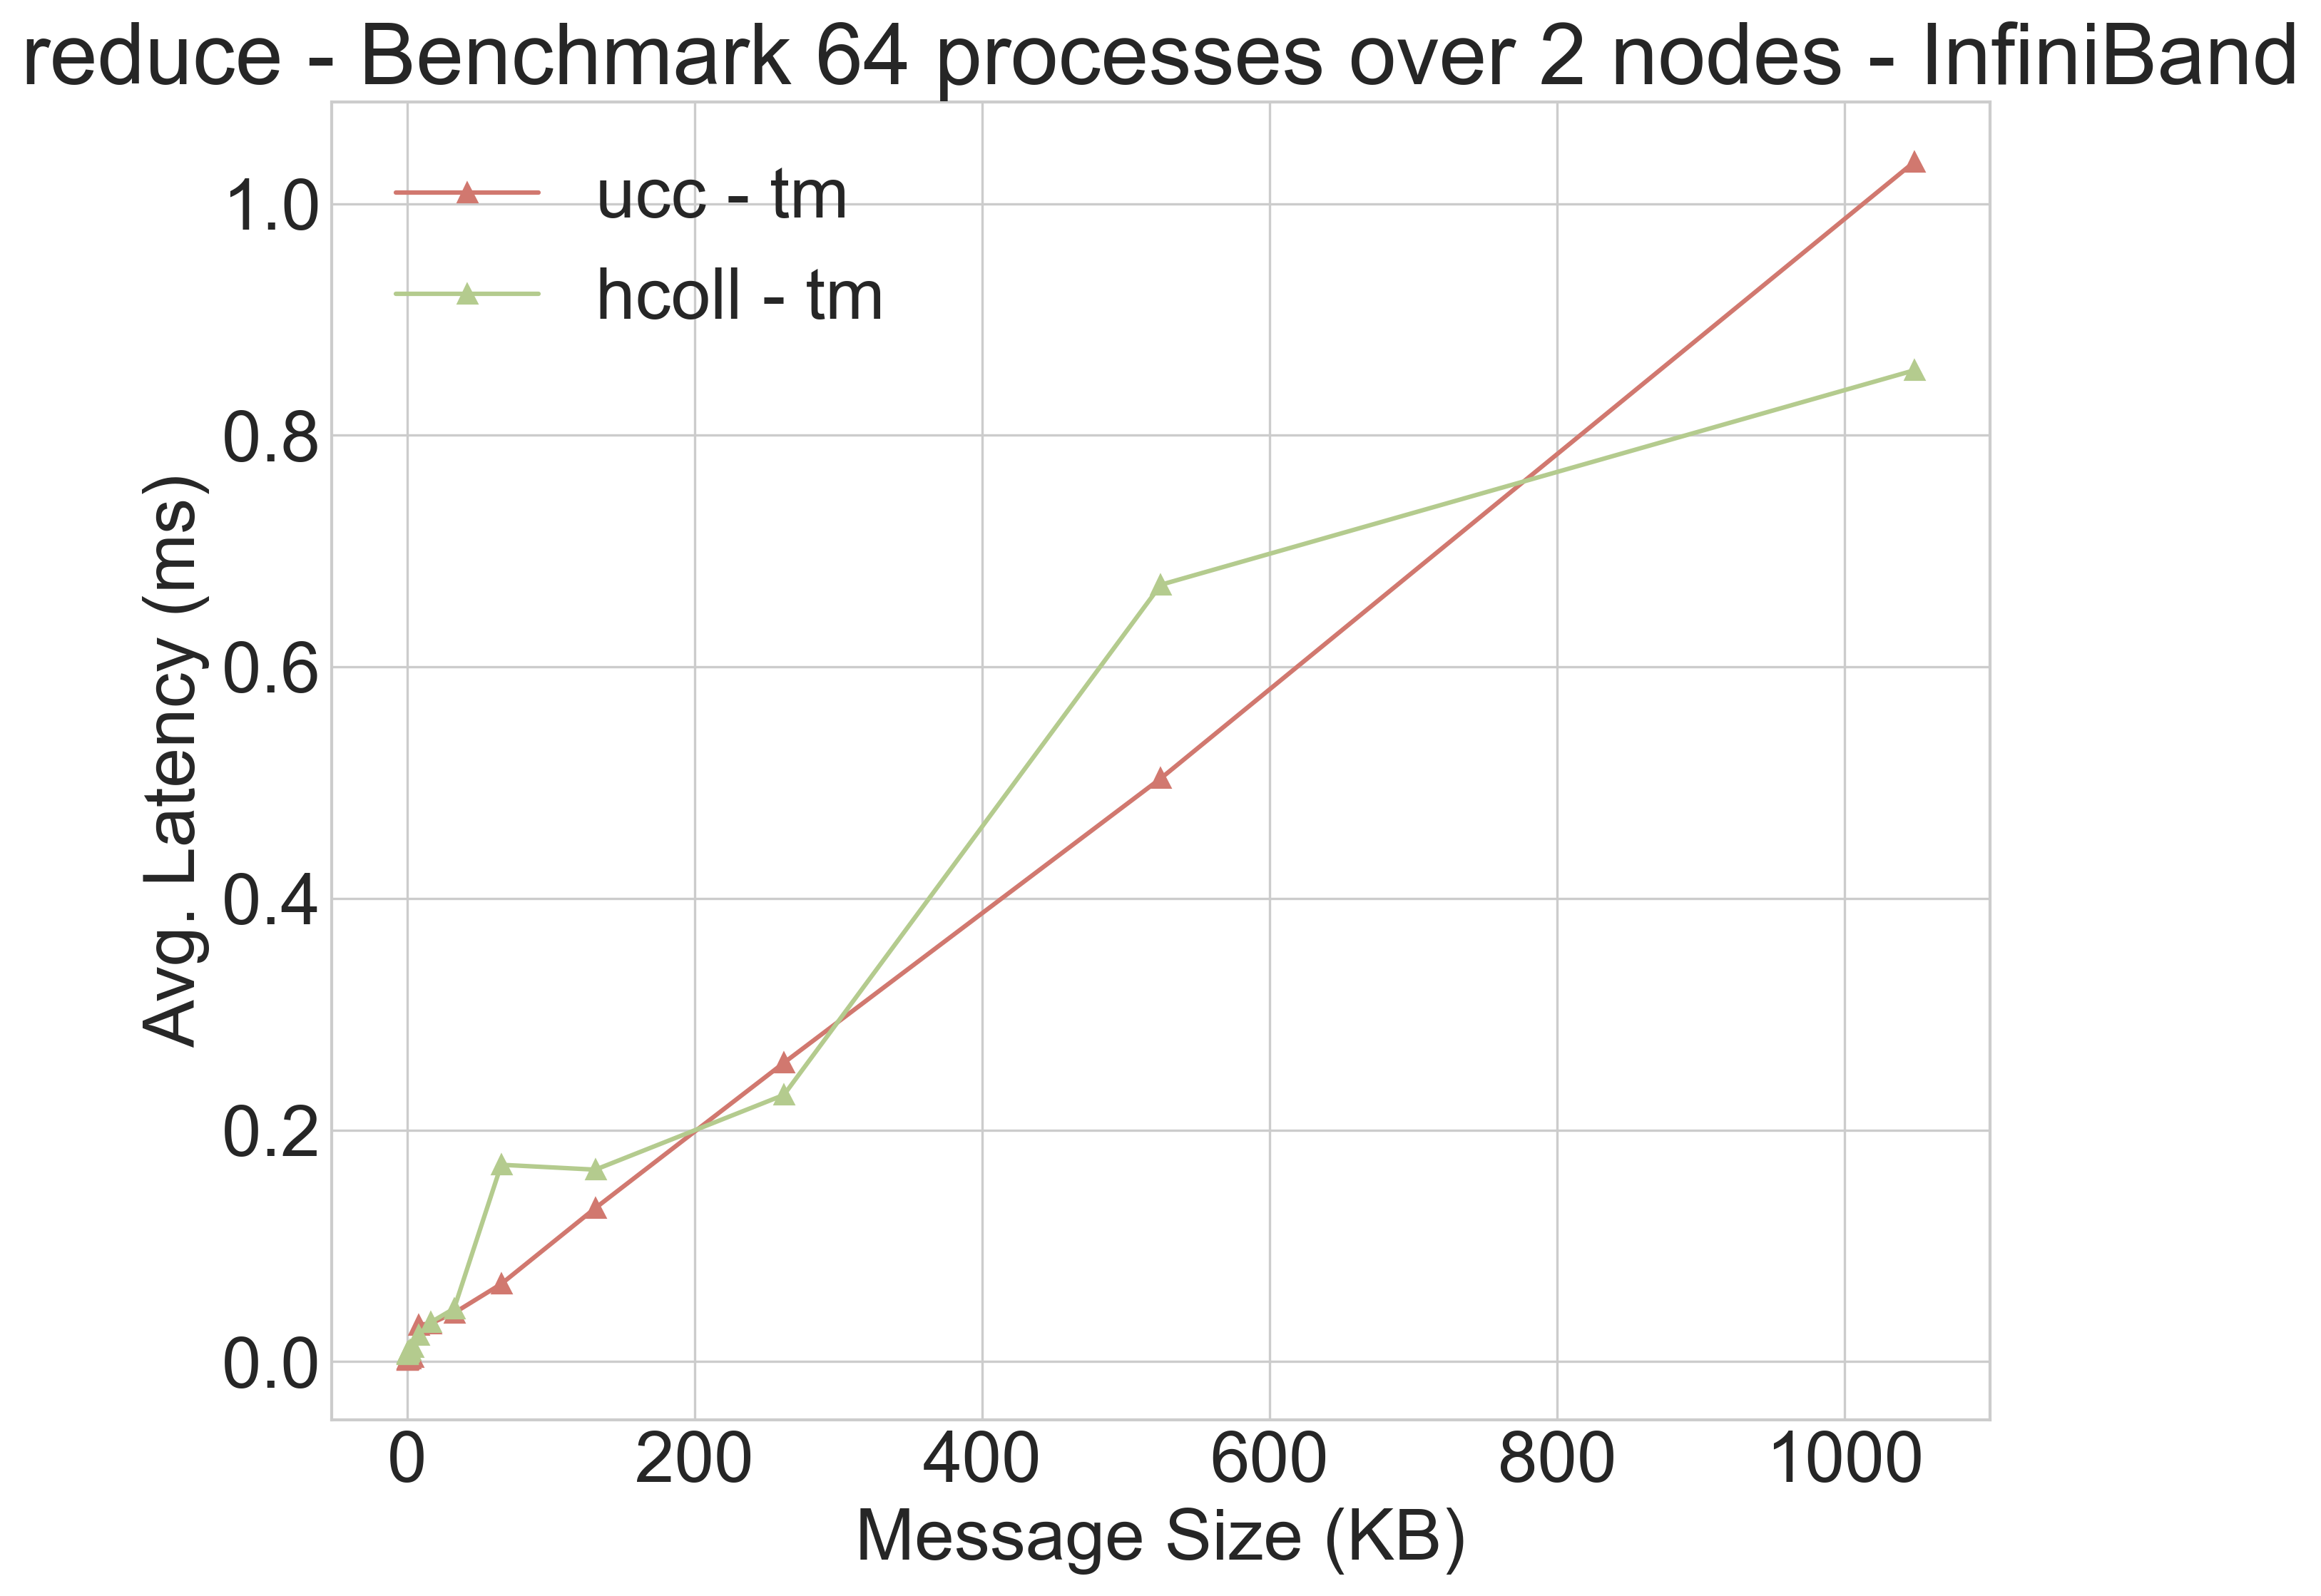 reduce - Benchmark 64 processes over 2 nodes - InfiniBand
ucc - tm
hcoll - tm
1.0
0.8
0.6
0.4
0.2
0.0
Avg. Latency (ms)
0 200 400 600 800 1000
Message Size (KB)